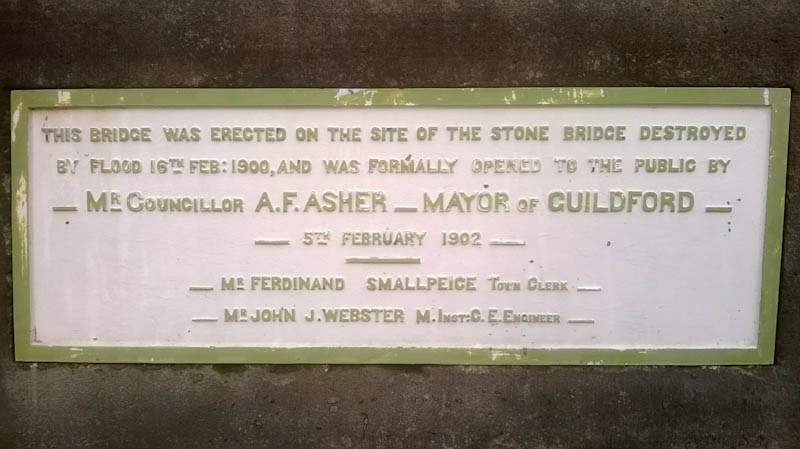 THIS BRIDGE WAS ERECTED ON THE SITE OF THE STONE BRIDGE DESTROYED
BY FLOOD 16TH FEB: 1900, AND WAS FORMALLY OPENED TO THE PUBLIC BY
MR COUNCILLOR A.F. ASHER — MAYOR OF GUILDFORD
5TH FEBRUARY 1902
MR FERDINAND SMALLPEICE TOWN CLERK
MR JOHN J. WEBSTER M. INST: C. E. ENGINEER